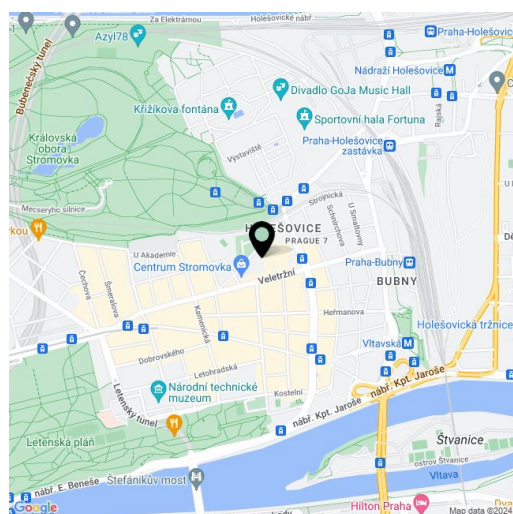 Za Elektrárnou
Holešovické nábř.
Azyl78
Praha-Holešovice
Bubenečský tunel
Nádraží Holešovice
Divadlo GoJa Music Hall
Křižíkova fontána
Rajská
Sportovní hala Fortuna
Královská
obora
Stromovka
Praha-Holešovice
zastávka
Výstaviště
Mecseryho silnice
Strojnická
Schnirchova
U Smaltovny
HOLEŠOVICE
PRAGUE 7
U Akademie
Centrum Stromovka
Praha-Bubny
BUBNY
Veletržní
Čechova
Šmeralova
Kamenická
Heřmanova
Holešovická tržnice
Vltavská
Dobrovského
Letohradská
Letenský tunel
Národní technické
muzeum
Kostelní
nábř. Kpt. Jaroše
nábř. Kpt. Jaroše
Letenská pláň
Štvanice
ostrov Štvanice
Štefánikův most
Vltava
nábř. E. Beneše
Hilton Praha
Google
Map data ©2024